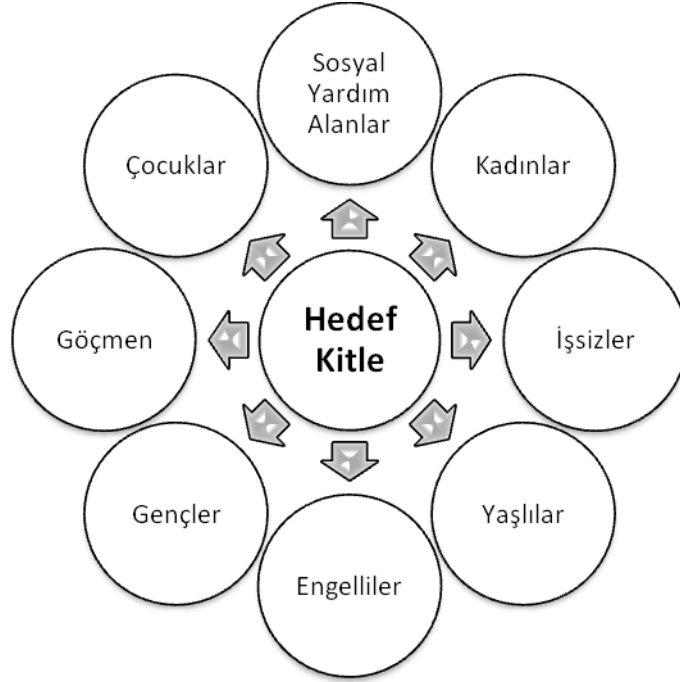 Sosyal
Yardım
Alanlar
Çocuklar
Kadınlar
Göçmen
Hedef
Kitle
İşsizler
Gençler
Yaşlılar
Engelliler